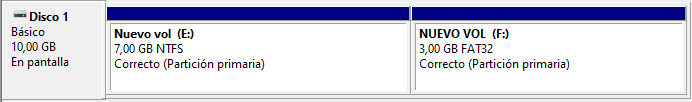 Disco 1
Básico
10,00 GB
En pantalla
Nuevo vol (E:)
7,00 GB NTFS
Correcto (Partición primaria)
NUEVO VOL (F:)
3,00 GB FAT32
Correcto (Partición primaria)